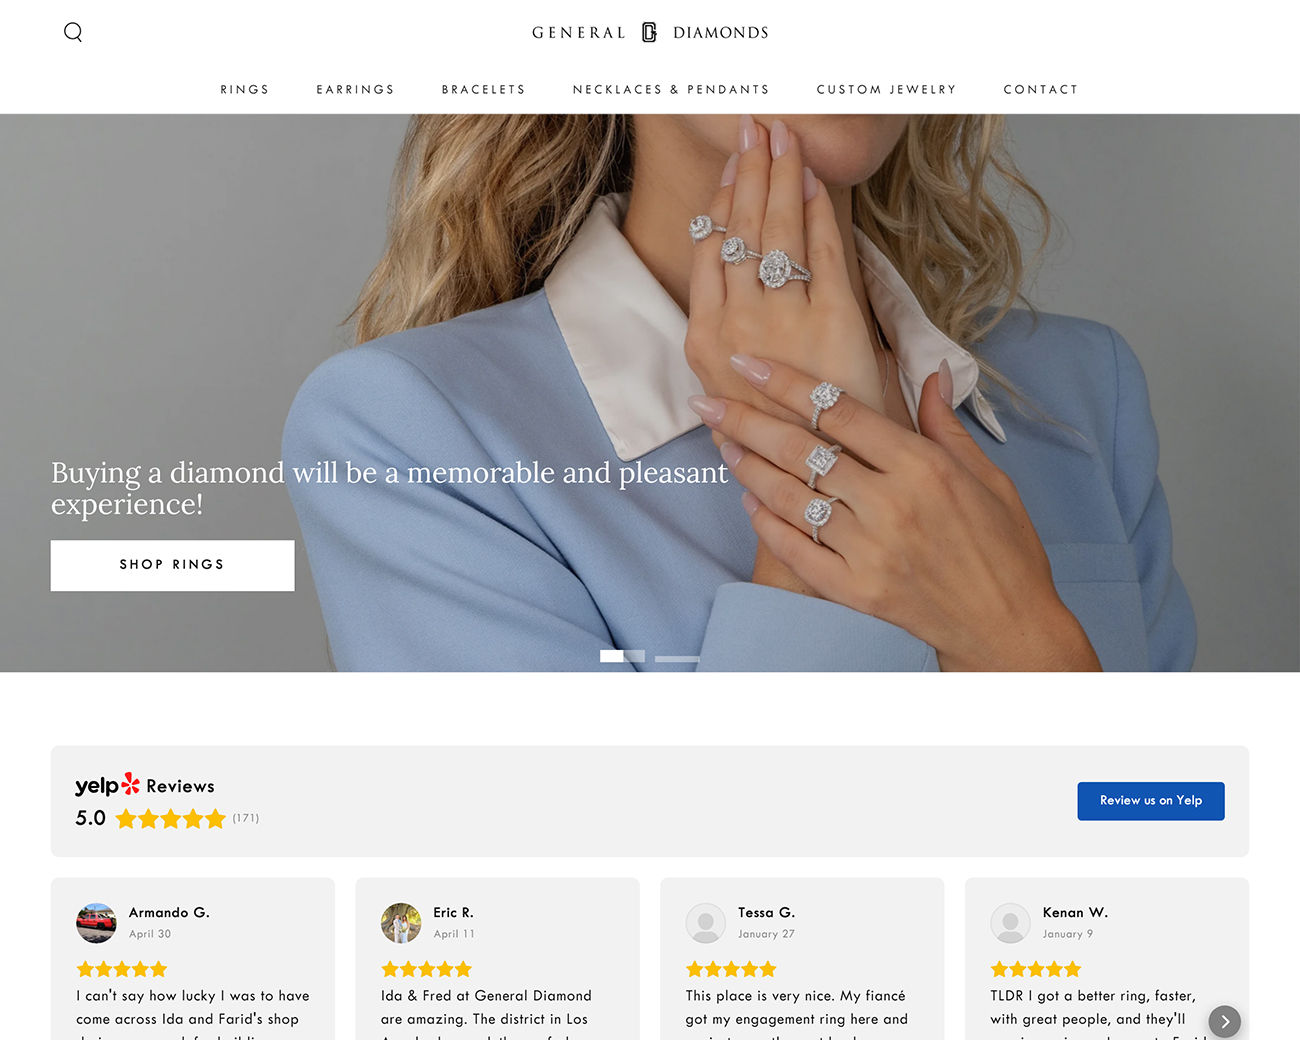 GENERAL G DIAMONDS
RINGS EARRINGS BRACELETS NECKLACES & PENDANTS CUSTOM JEWELRY CONTACT
Buying a diamond will be a memorable and pleasant
experience!
SHOP RINGS
yelp Reviews
5.0 (171)
Review us on Yelp
Armando G.
April 30
I can't say how lucky I was to have
come across Ida and Farid's shop
Eric R.
April 11
Ida & Fred at General Diamond
are amazing. The district in Los
Tessa G.
January 27
This place is very nice. My fiancé
got my engagement ring here and
Kenan W.
January 9
TLDR I got a better ring, faster,
with great people, and they'll